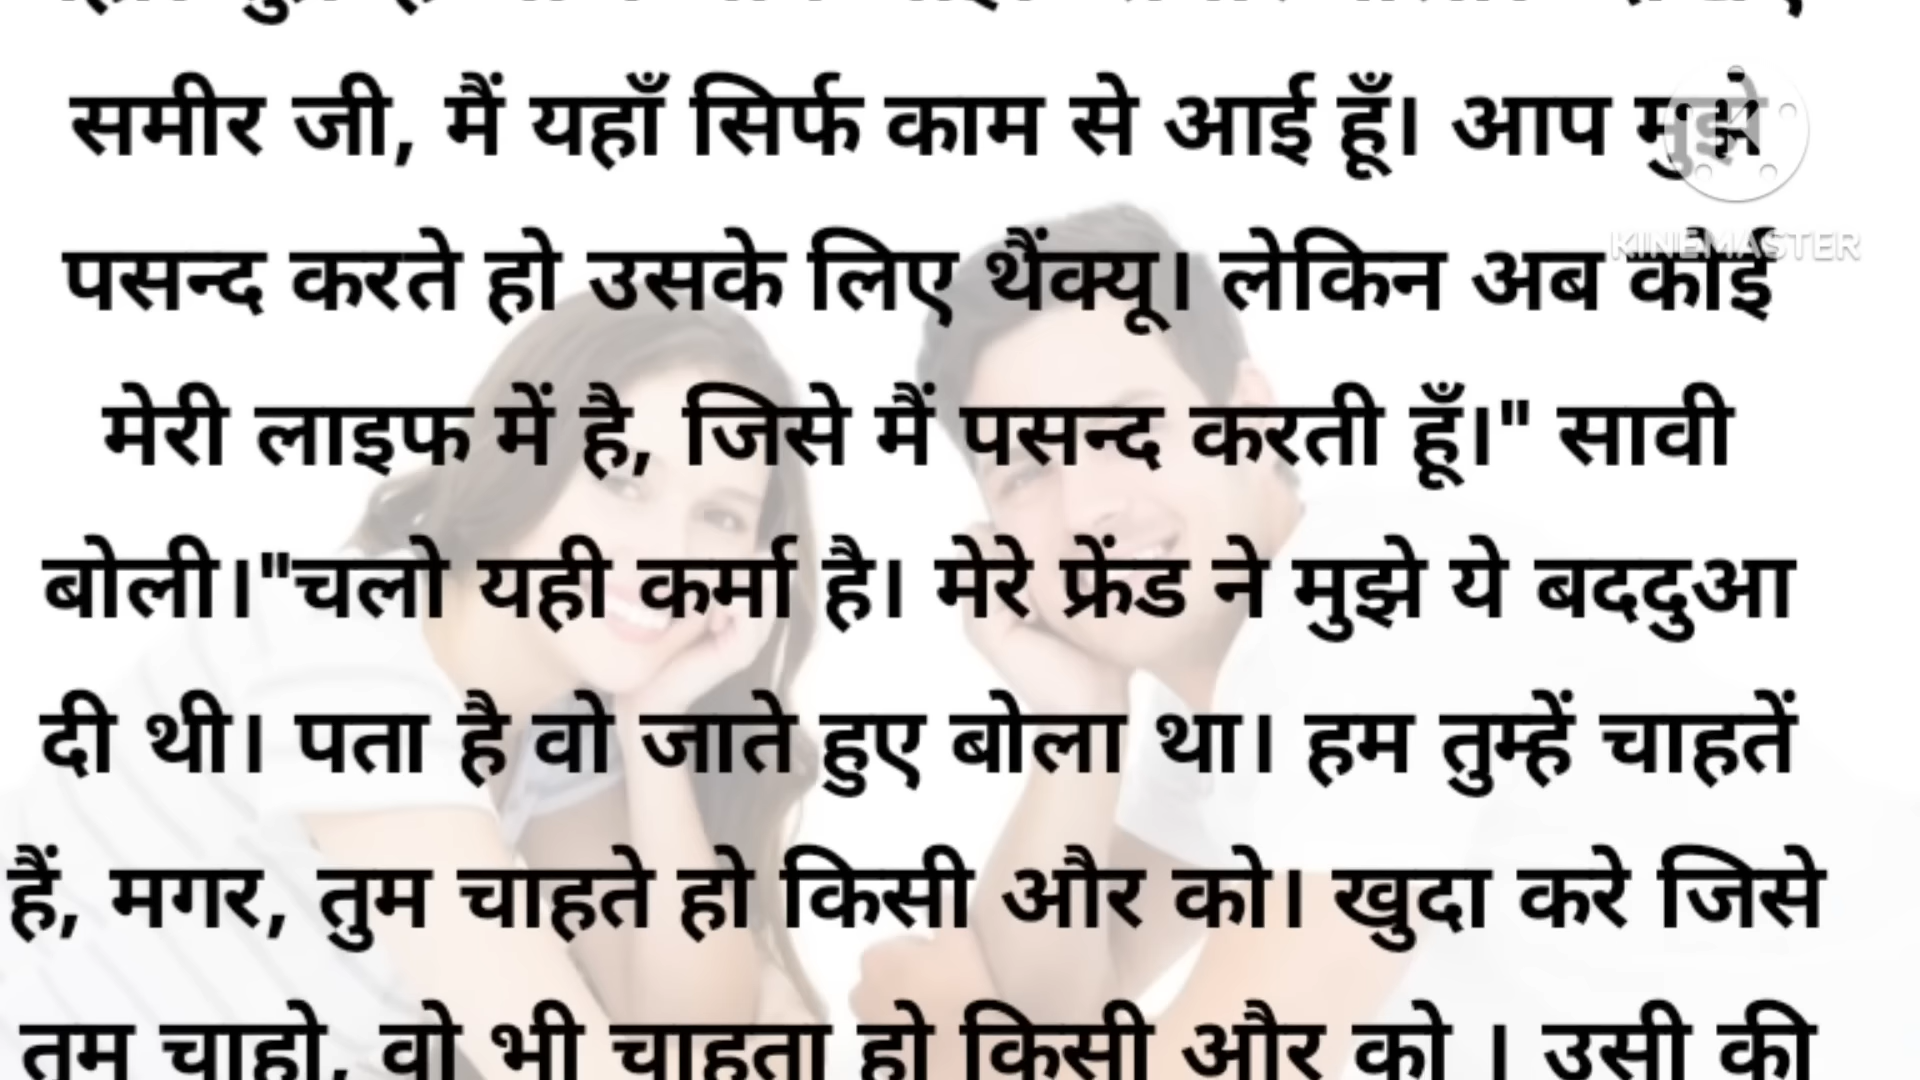 समीर जी, मैं यहाँ सिर्फ काम से आई हूँ। आप मुझे
KINEMASTER
पसन्द करते हो उसके लिए थैंक्यू। लेकिन अब कोई
मेरी लाइफ में है, जिसे मैं पसन्द करती हूँ।" सावी
बोली।"चलो यही कर्मा है। मेरे फ्रेंड ने मुझे ये बददुआ
दी थी। पता है वो जाते हुए बोला था। हम तुम्हें चाहतें
हैं, मगर, तुम चाहते हो किसी और को। खुदा करे जिसे
तुम चाहो, वो भी चाहता हो किसी और को । उसी की